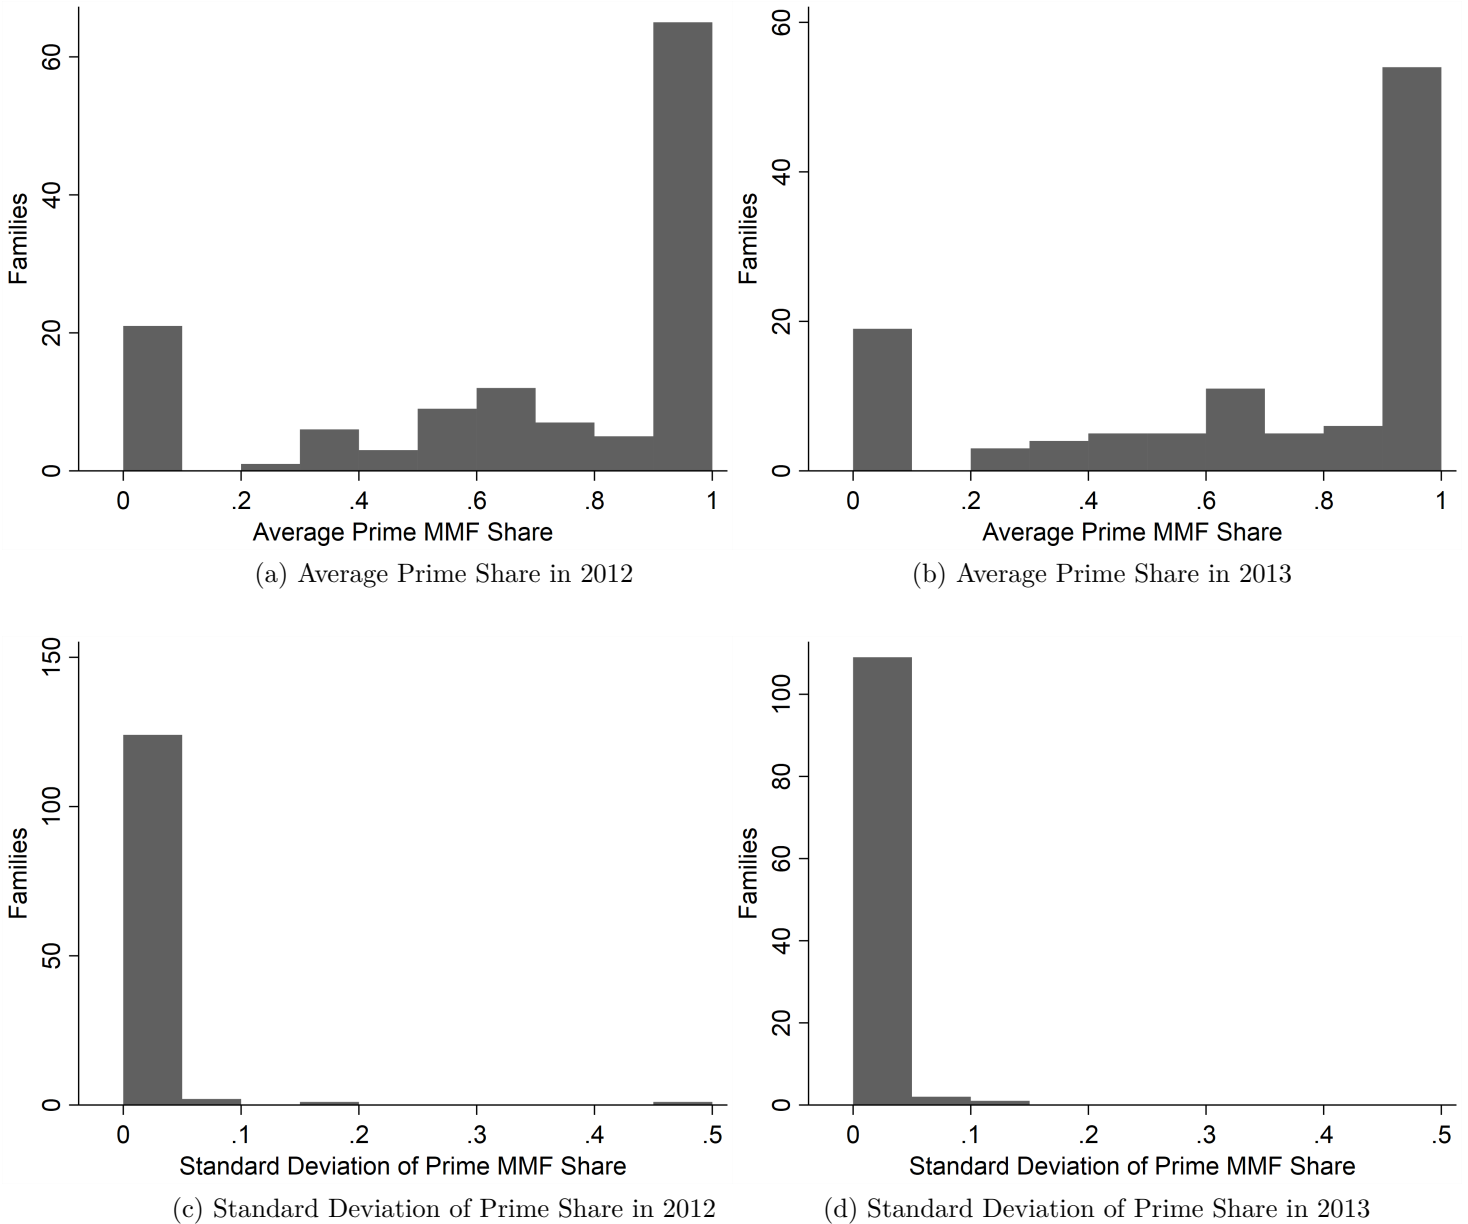 Families
60
40
20
0
0 .2 .4 .6 .8 1
Average Prime MMF Share
(a) Average Prime Share in 2012
Families
60
40
20
0
0 .2 .4 .6 .8 1
Average Prime MMF Share
(b) Average Prime Share in 2013
Families
150
100
50
0
0 .1 .2 .3 .4 .5
Standard Deviation of Prime MMF Share
(c) Standard Deviation of Prime Share in 2012
Families
100
80
60
40
20
0
0 .1 .2 .3 .4 .5
Standard Deviation of Prime MMF Share
(d) Standard Deviation of Prime Share in 2013